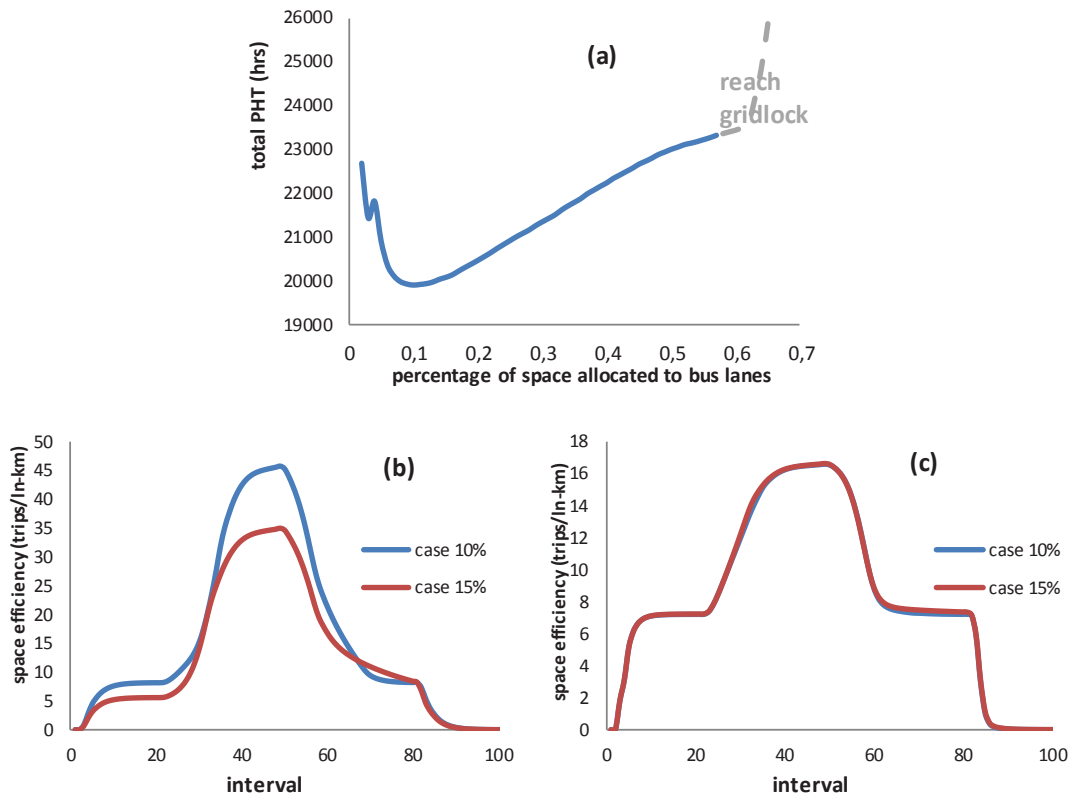 26000
25000
24000
23000
22000
21000
20000
19000
total PHT (hrs)
(a)
reach
gridlock
0 0,1 0,2 0,3 0,4 0,5 0,6 0,7
percentage of space allocated to bus lanes
50
45
40
35
30
25
20
15
10
5
0
space efficiency (trips/ln-km)
(b)
case 10%
case 15%
0 20 40 60 80 100
interval
18
16
14
12
10
8
6
4
2
0
space efficiency (trips/ln-km)
(c)
case 10%
case 15%
0 20 40 60 80 100
interval